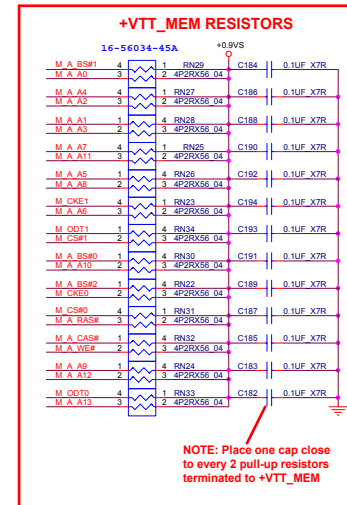 +VTT_MEM RESISTORS
16-56034-45A
+0.9VS
M_A_BS#1 4 1 RN29 C184 0.1UF_X7R
M_A_A0 3 2 4P2RX56_04
M_A_A4 4 1 RN27 C186 0.1UF_X7R
M_A_A2 3 2 4P2RX56_04
M_A_A1 1 4 RN28 C188 0.1UF_X7R
M_A_A3 2 3 4P2RX56_04
M_A_A7 4 1 RN25 C190 0.1UF_X7R
M_A_A11 3 2 4P2RX56_04
M_A_A5 1 4 RN26 C192 0.1UF_X7R
M_A_A8 2 3 4P2RX56_04
M_CKE1 4 1 RN23 C194 0.1UF_X7R
M_A_A6 3 2 4P2RX56_04
M_ODT1 1 4 RN34 C193 0.1UF_X7R
M_CS#1 2 3 4P2RX56_04
M_A_BS#0 1 4 RN30 C191 0.1UF_X7R
M_A_A10 2 3 4P2RX56_04
M_A_BS#2 1 4 RN22 C189 0.1UF_X7R
M_CKE0 2 3 4P2RX56_04
M_CS#0 4 1 RN31 C187 0.1UF_X7R
M_A_RAS# 3 2 4P2RX56_04
M_A_CAS# 1 4 RN32 C185 0.1UF_X7R
M_A_WE# 2 3 4P2RX56_04
M_A_A9 1 4 RN24 C183 0.1UF_X7R
M_A_A12 2 3 4P2RX56_04
M_ODT0 4 1 RN33 C182 0.1UF_X7R
M_A_A13 3 2 4P2RX56_04
NOTE: Place one cap close
to every 2 pull-up resistors
terminated to +VTT_MEM